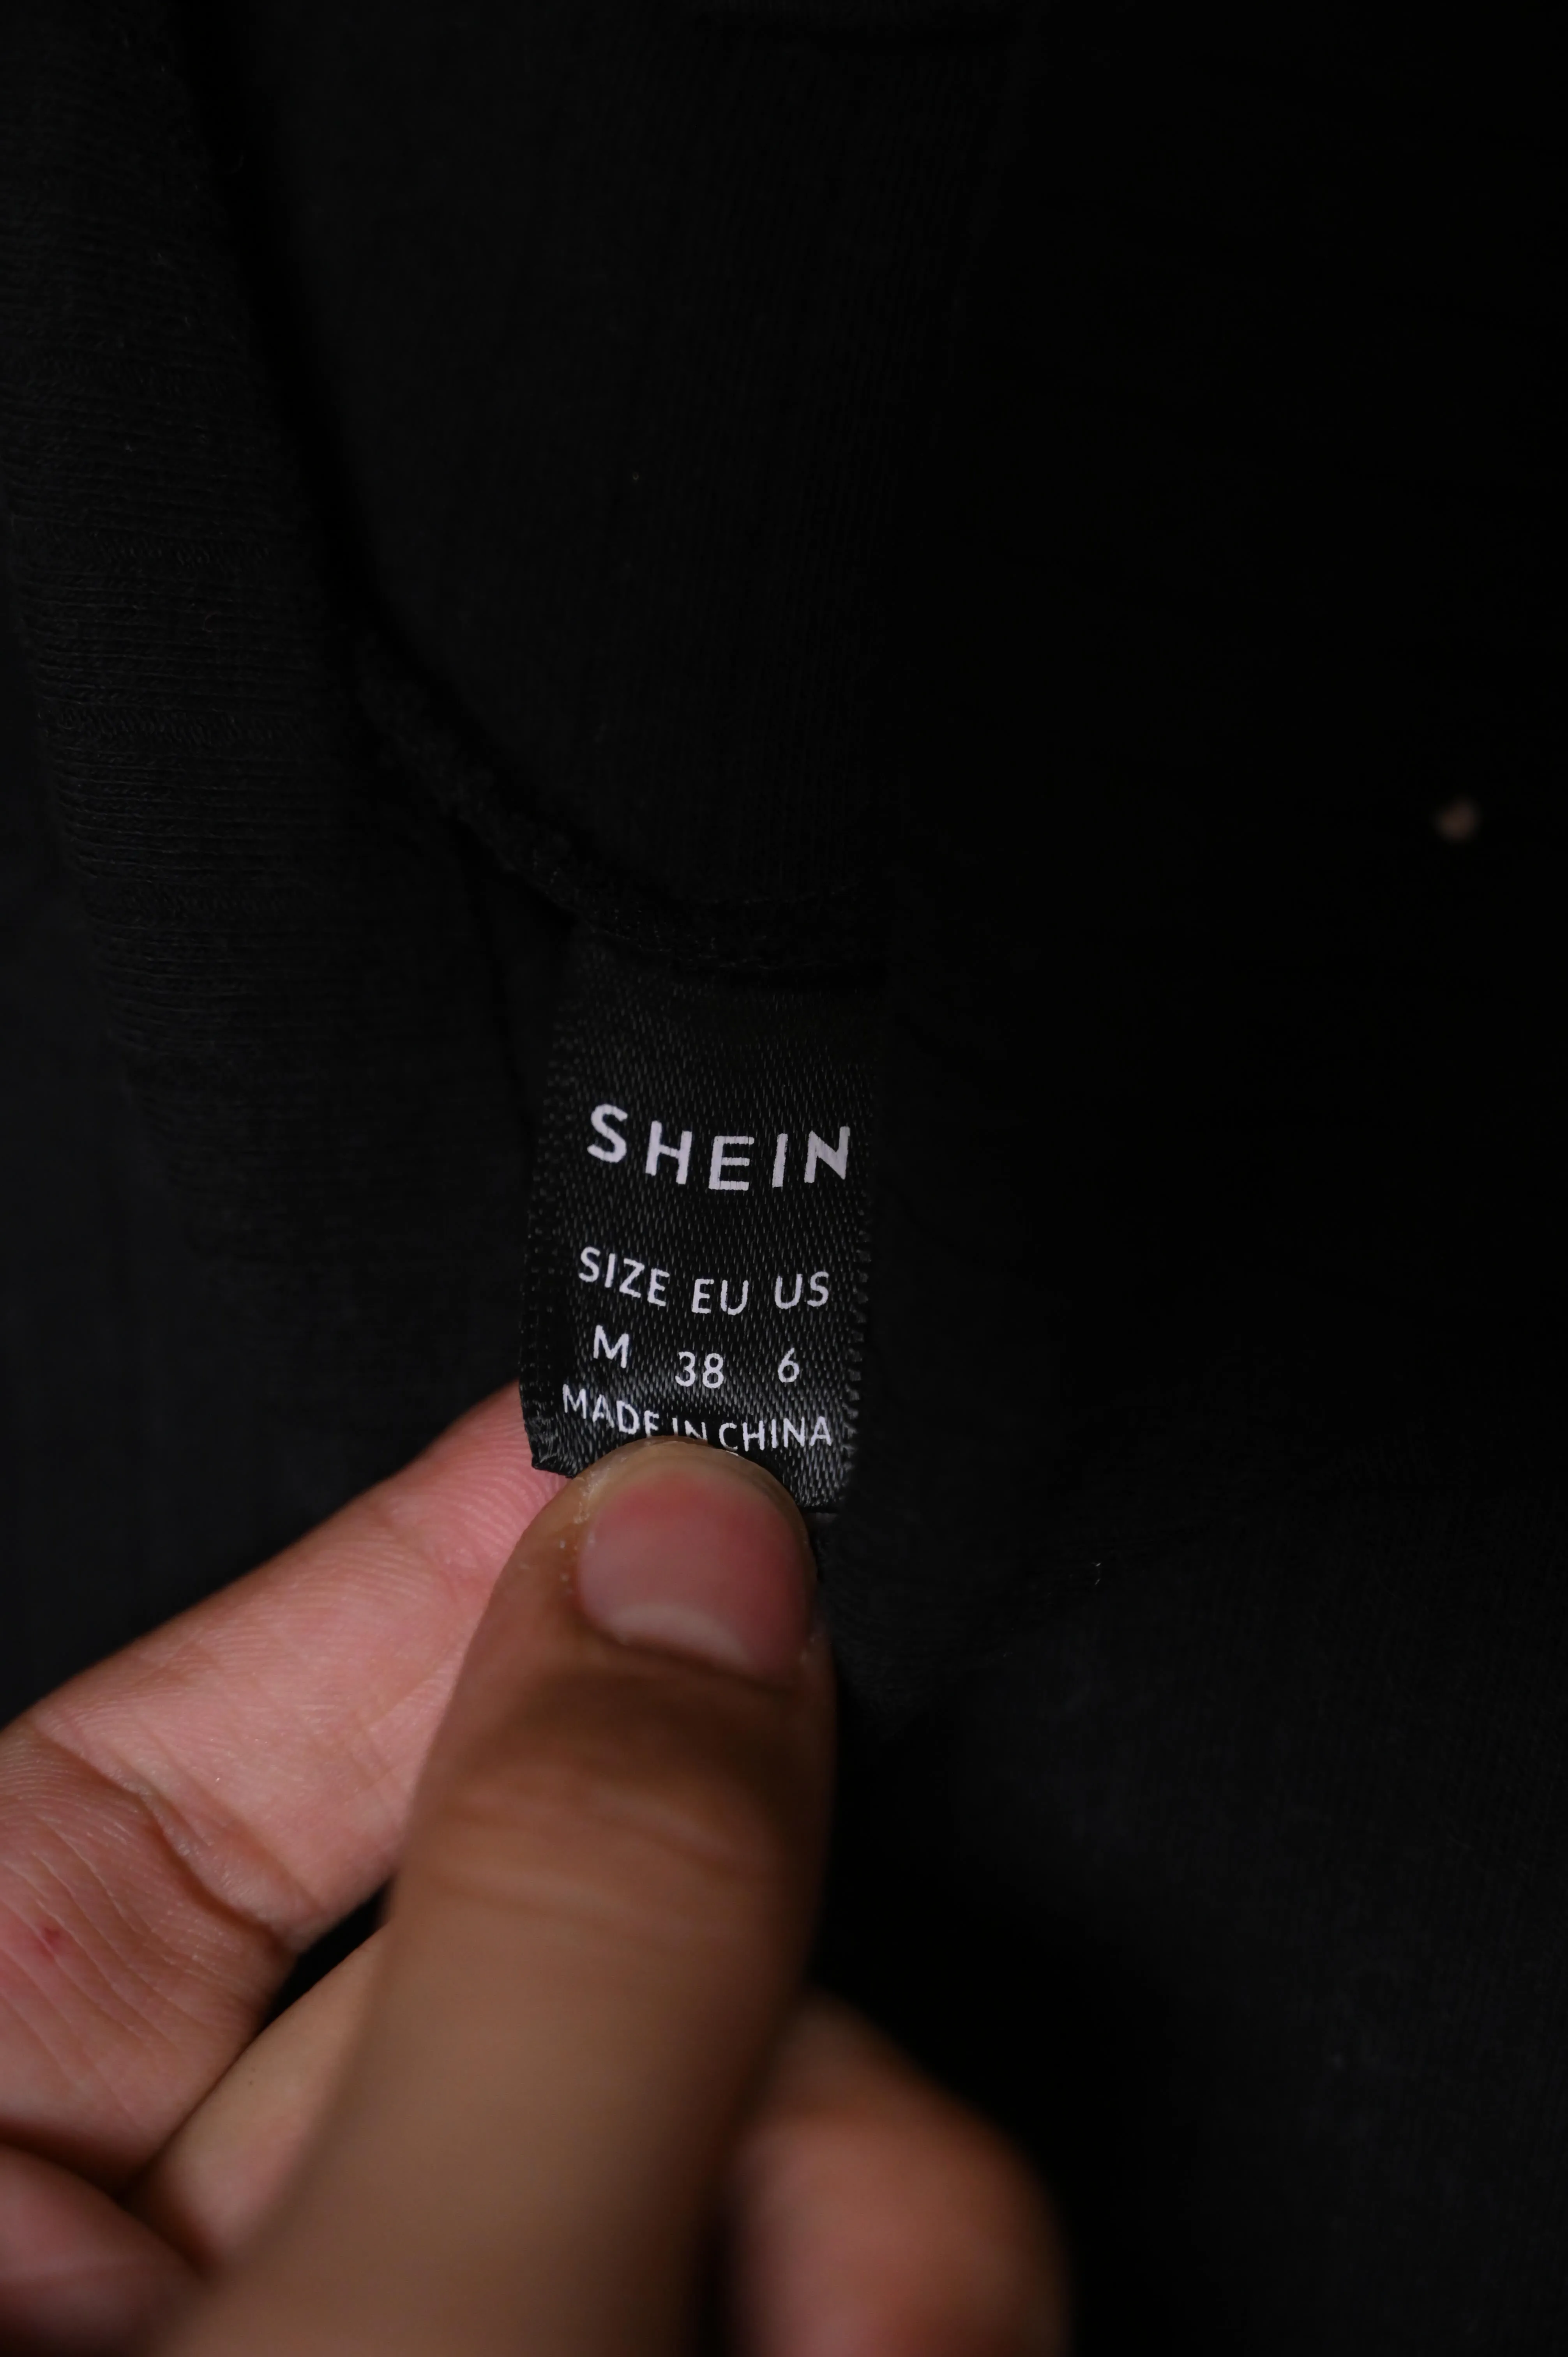 SHEIN
SIZE EU US
M 38 6
MADE IN CHINA